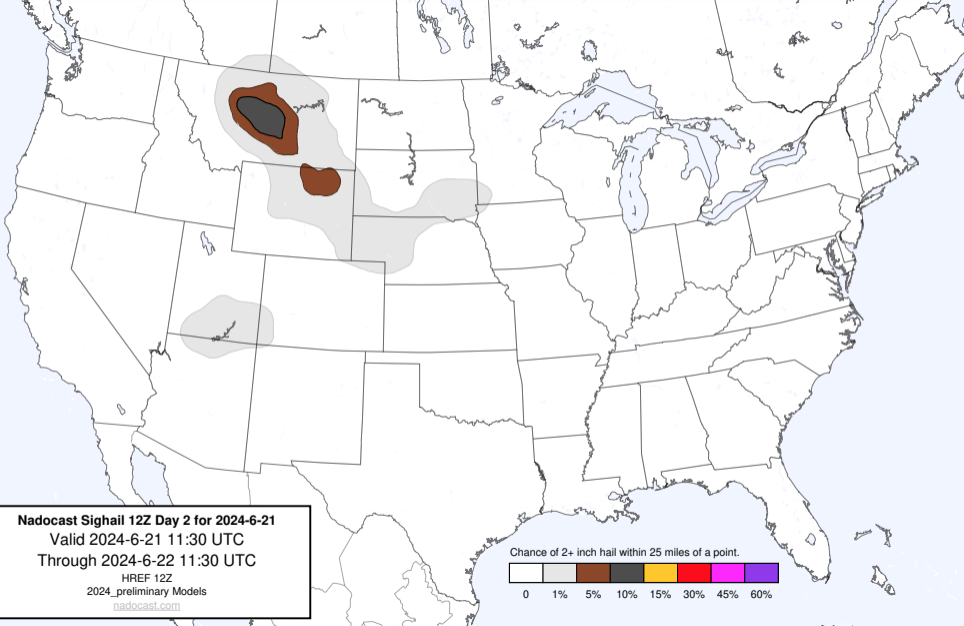 Nadocast Sighail 12Z Day 2 for 2024-6-21
Valid 2024-6-21 11:30 UTC
Through 2024-6-22 11:30 UTC
HREF 12Z
2024_preliminary Models
nadocast.com
Chance of 2+ inch hail within 25 miles of a point.
0 1% 5% 10% 15% 30% 45% 60%